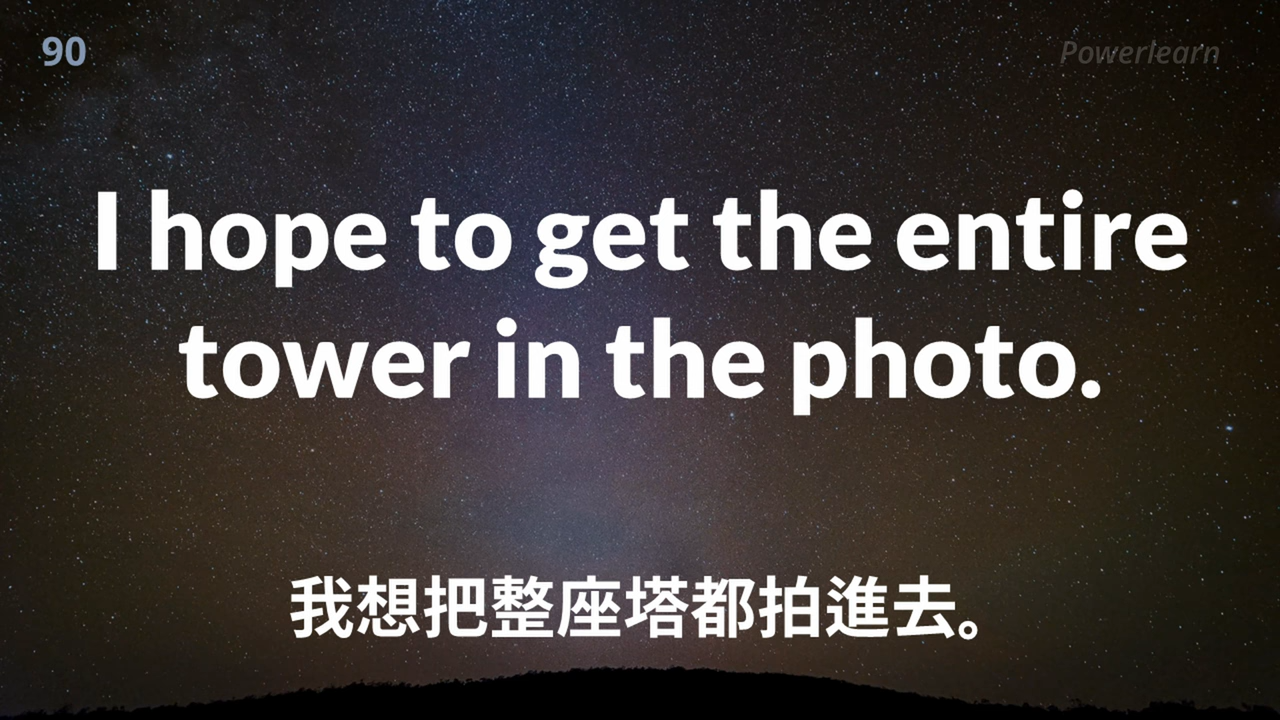 90
Powerlearn
I hope to get the entire
tower in the photo.
我想把整座塔都拍進去。